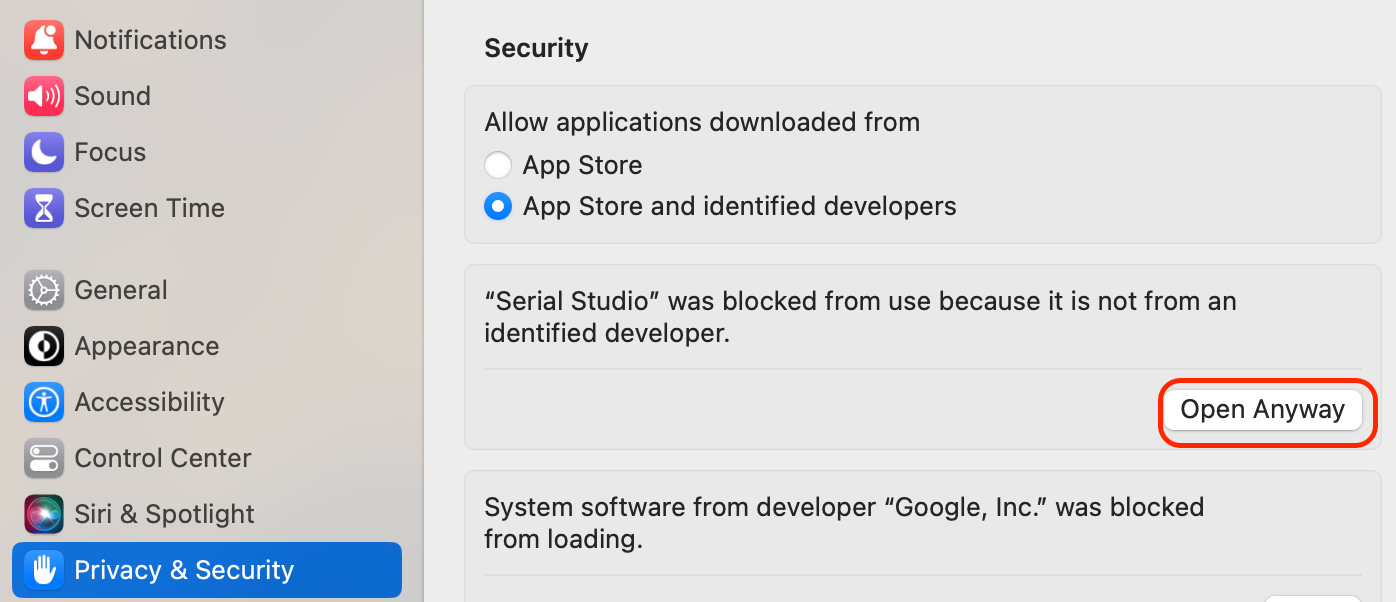 Notifications
Sound
Focus
Screen Time
General
Appearance
Accessibility
Control Center
Siri & Spotlight
Privacy & Security
Security
Allow applications downloaded from
App Store
App Store and identified developers
“Serial Studio” was blocked from use because it is not from an
identified developer.
Open Anyway
System software from developer “Google, Inc.” was blocked
from loading.